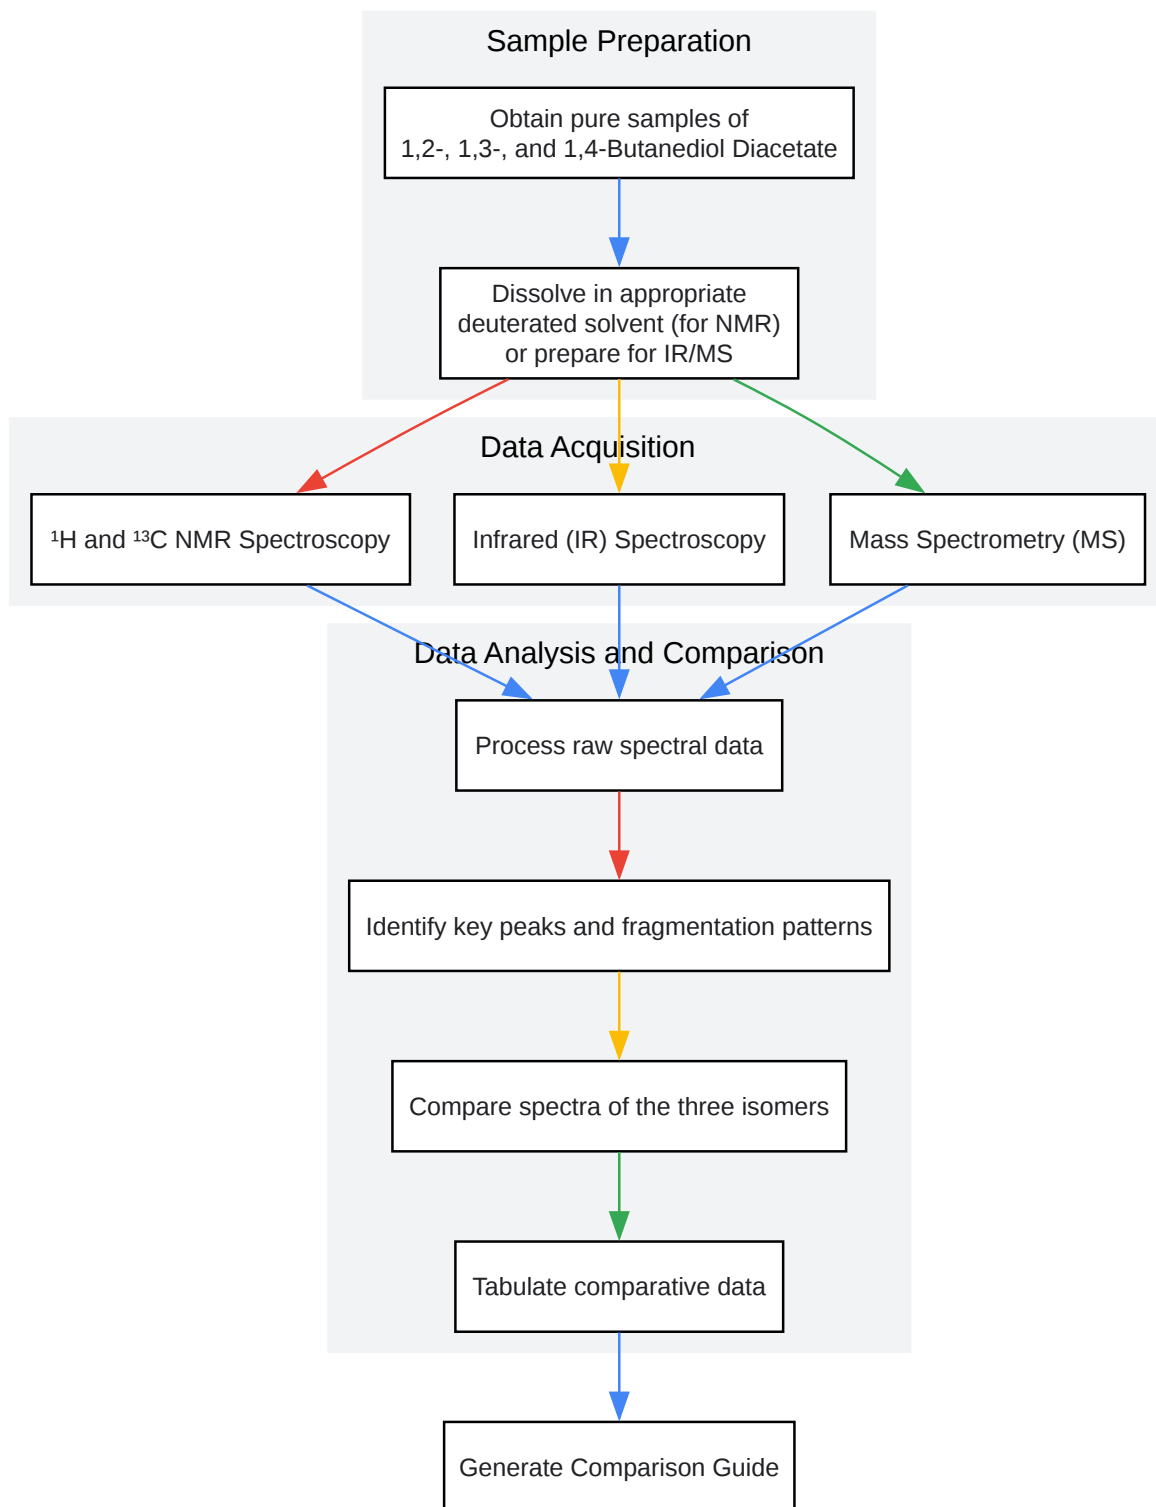 Sample Preparation
Obtain pure samples of
1,2-, 1,3-, and 1,4-Butanediol Diacetate
Dissolve in appropriate
deuterated solvent (for NMR)
or prepare for IR/MS
Data Acquisition
¹H and ¹³C NMR Spectroscopy
Infrared (IR) Spectroscopy
Mass Spectrometry (MS)
Data Analysis and Comparison
Process raw spectral data
Identify key peaks and fragmentation patterns
Compare spectra of the three isomers
Tabulate comparative data
Generate Comparison Guide